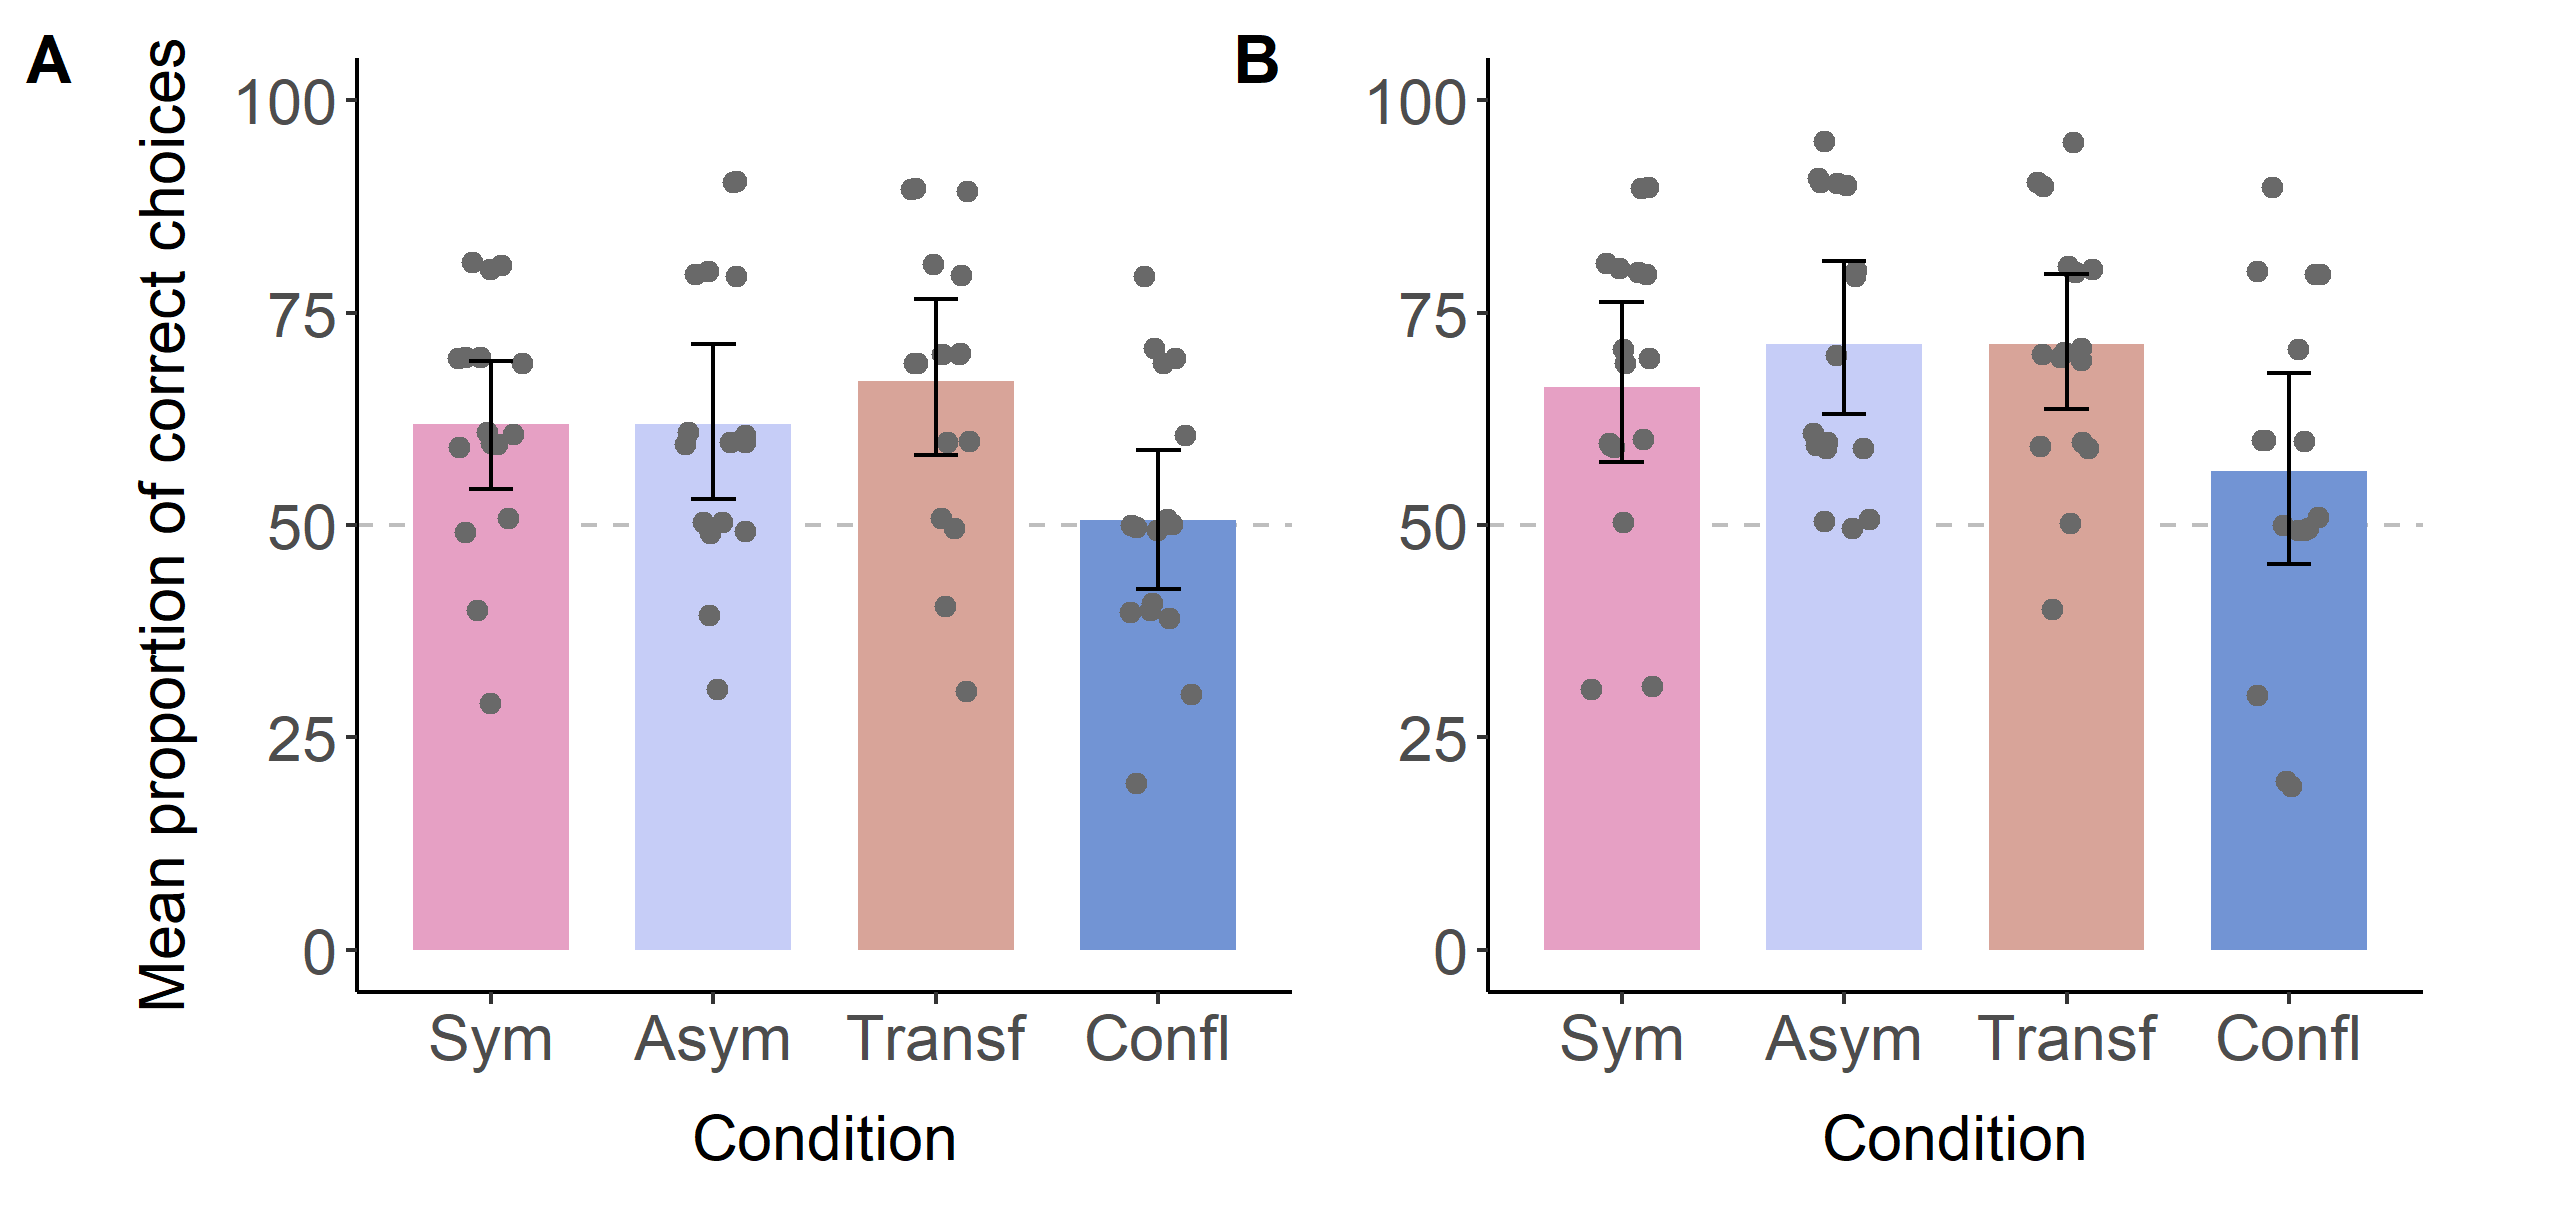 A
Mean proportion of correct choices
100
75
50
25
0
Sym Asym Transf Confl
Condition
B
100
75
50
25
0
Sym Asym Transf Confl
Condition